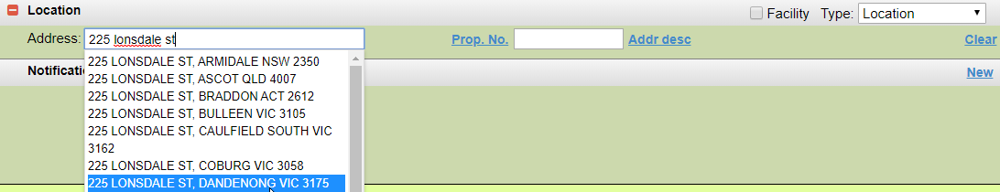 Location
Facility Type: Location
Address: 225 lonsdale st Prop. No. Addr desc Clear
225 LONSDALE ST, ARMIDALE NSW 2350
Notificati New
225 LONSDALE ST, ASCOT QLD 4007
225 LONSDALE ST, BRADDON ACT 2612
225 LONSDALE ST, BULLEEN VIC 3105
225 LONSDALE ST, CAULFIELD SOUTH VIC
3162
225 LONSDALE ST, COBURG VIC 3058
225 LONSDALE ST, DANDENONG VIC 3175